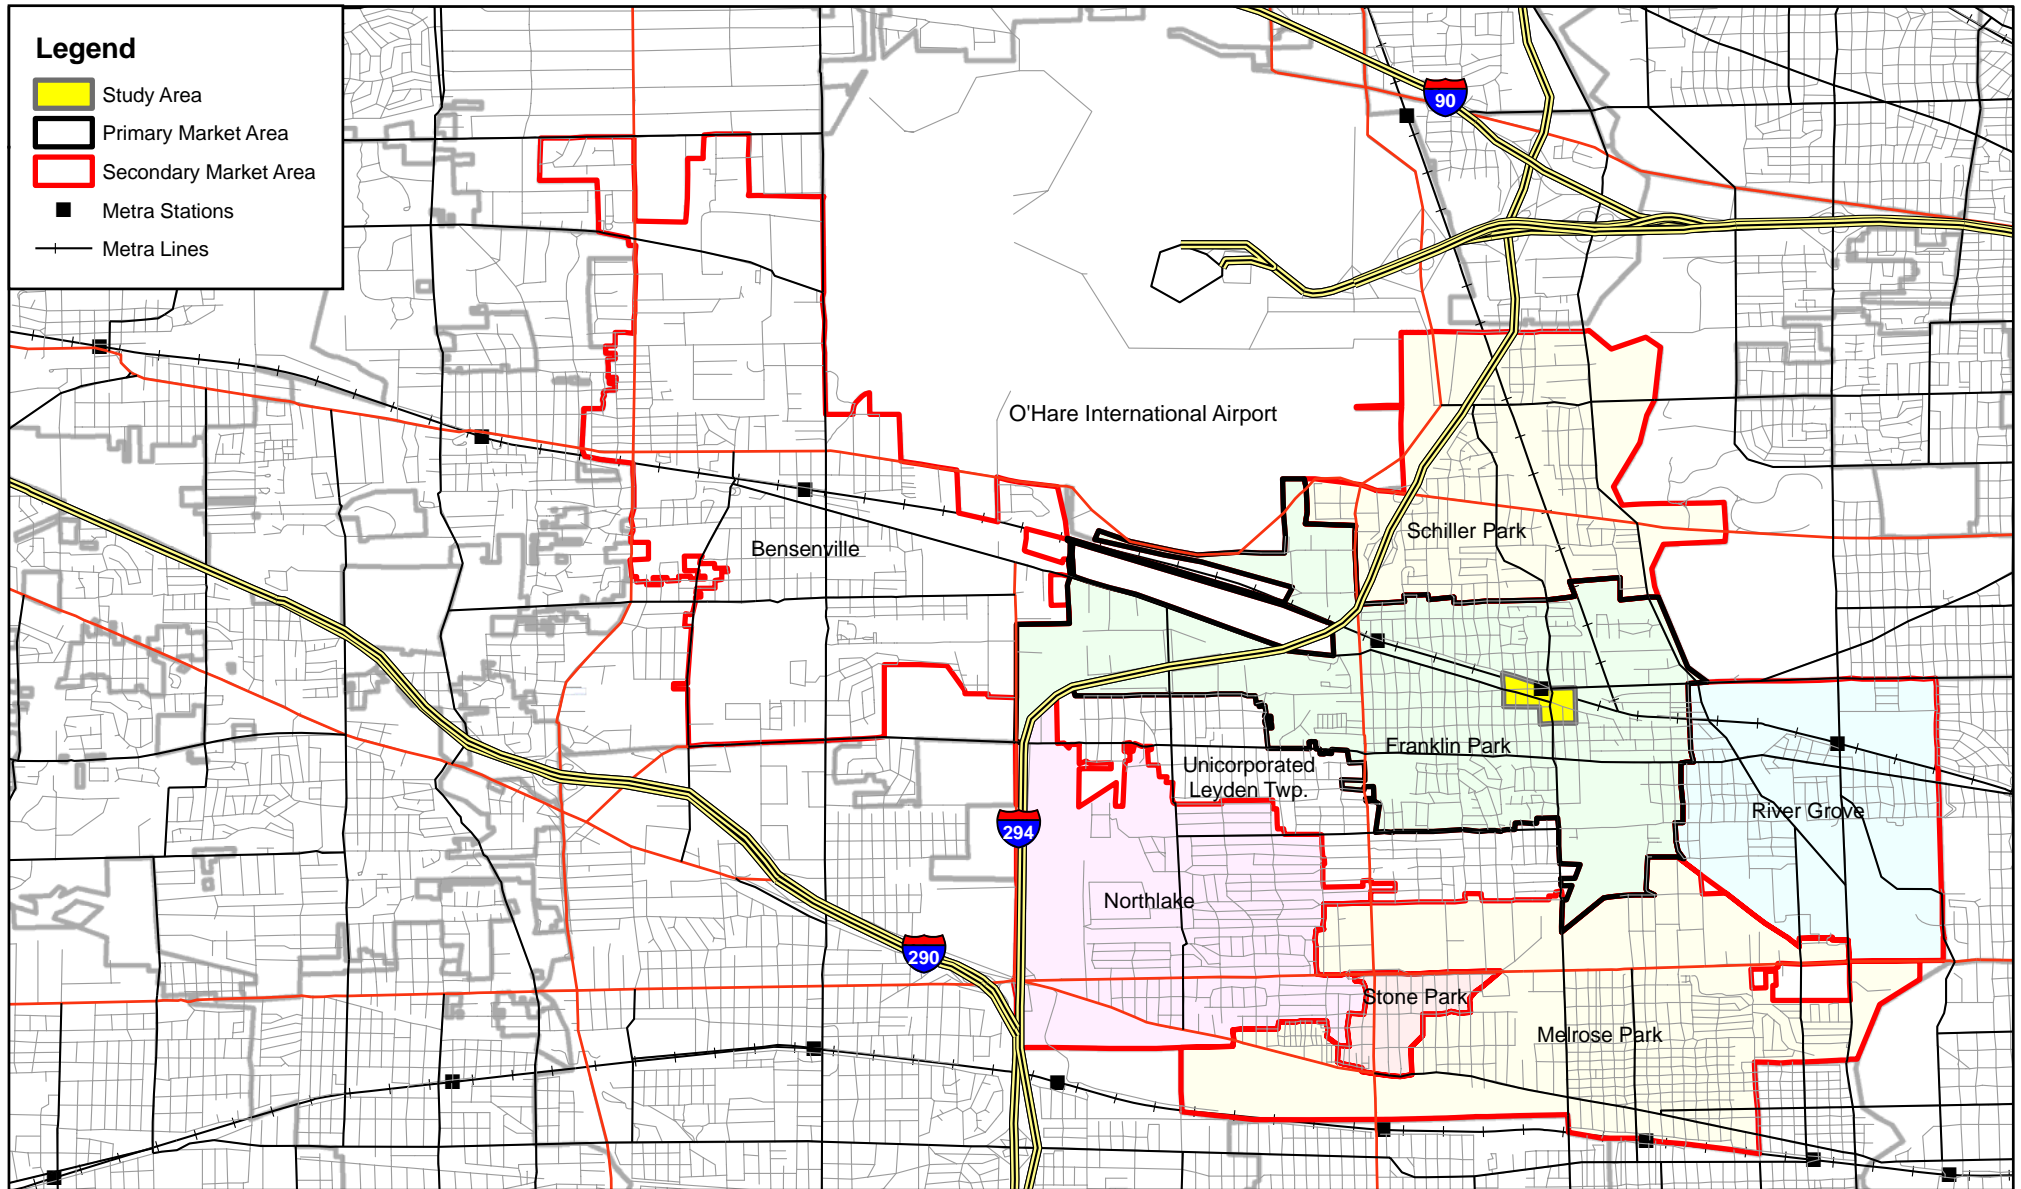 Legend
Study Area
Primary Market Area
Secondary Market Area
Metra Stations
Metra Lines
90
O'Hare International Airport
Schiller Park
Bensenville
Franklin Park
Unicorporated
Leyden Twp.
River Grove
294
Northlake
290
Stone Park
Melrose Park